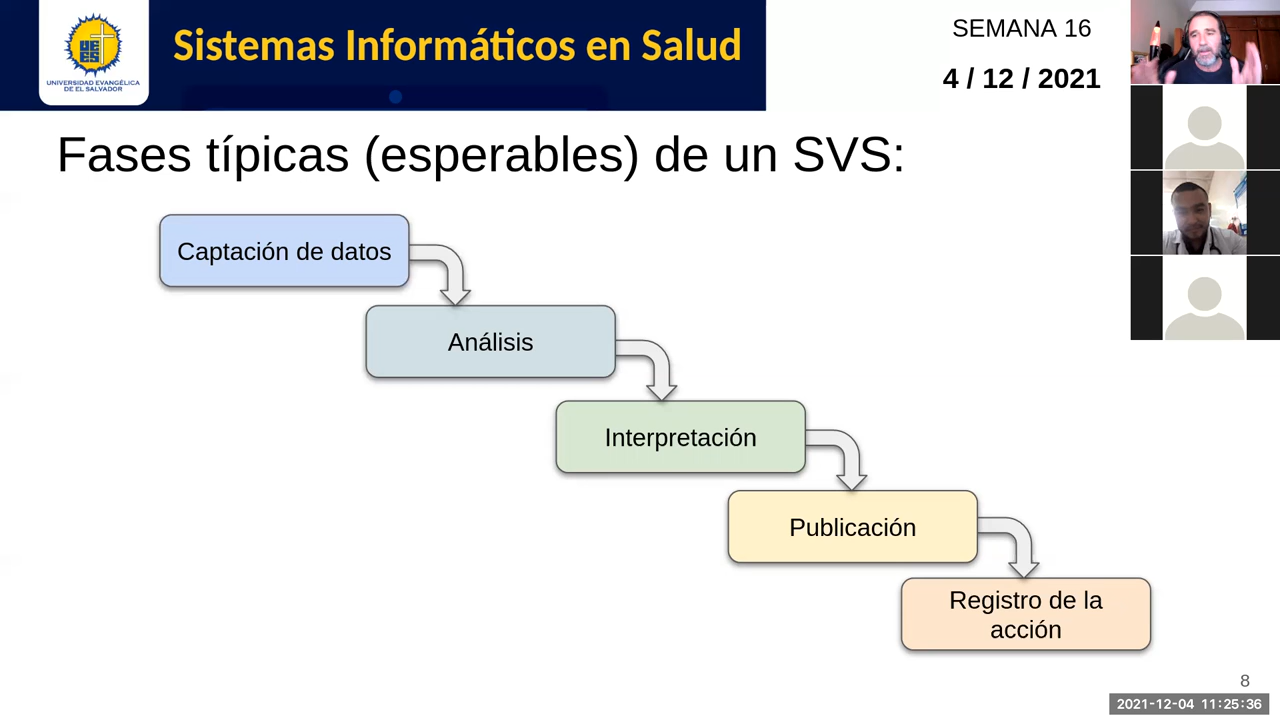 UEES
UNIVERSIDAD EVANGÉLICA
DE EL SALVADOR
Sistemas Informáticos en Salud
SEMANA 16
4 / 12 / 2021
Fases típicas (esperables) de un SVS:
Captación de datos
Análisis
Interpretación
Publicación
Registro de la
acción
8
2021-12-04 11:25:36